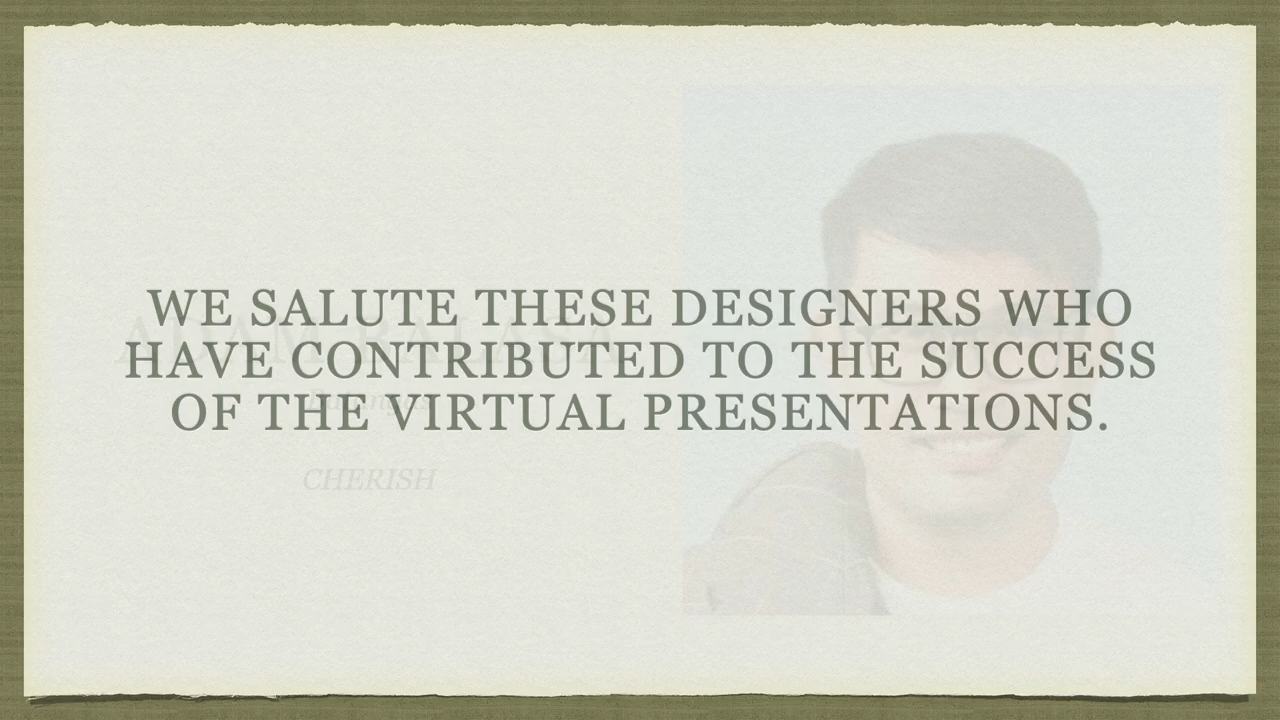 WE SALUTE THESE DESIGNERS WHO
HAVE CONTRIBUTED TO THE SUCCESS
OF THE VIRTUAL PRESENTATIONS.
CHERISH